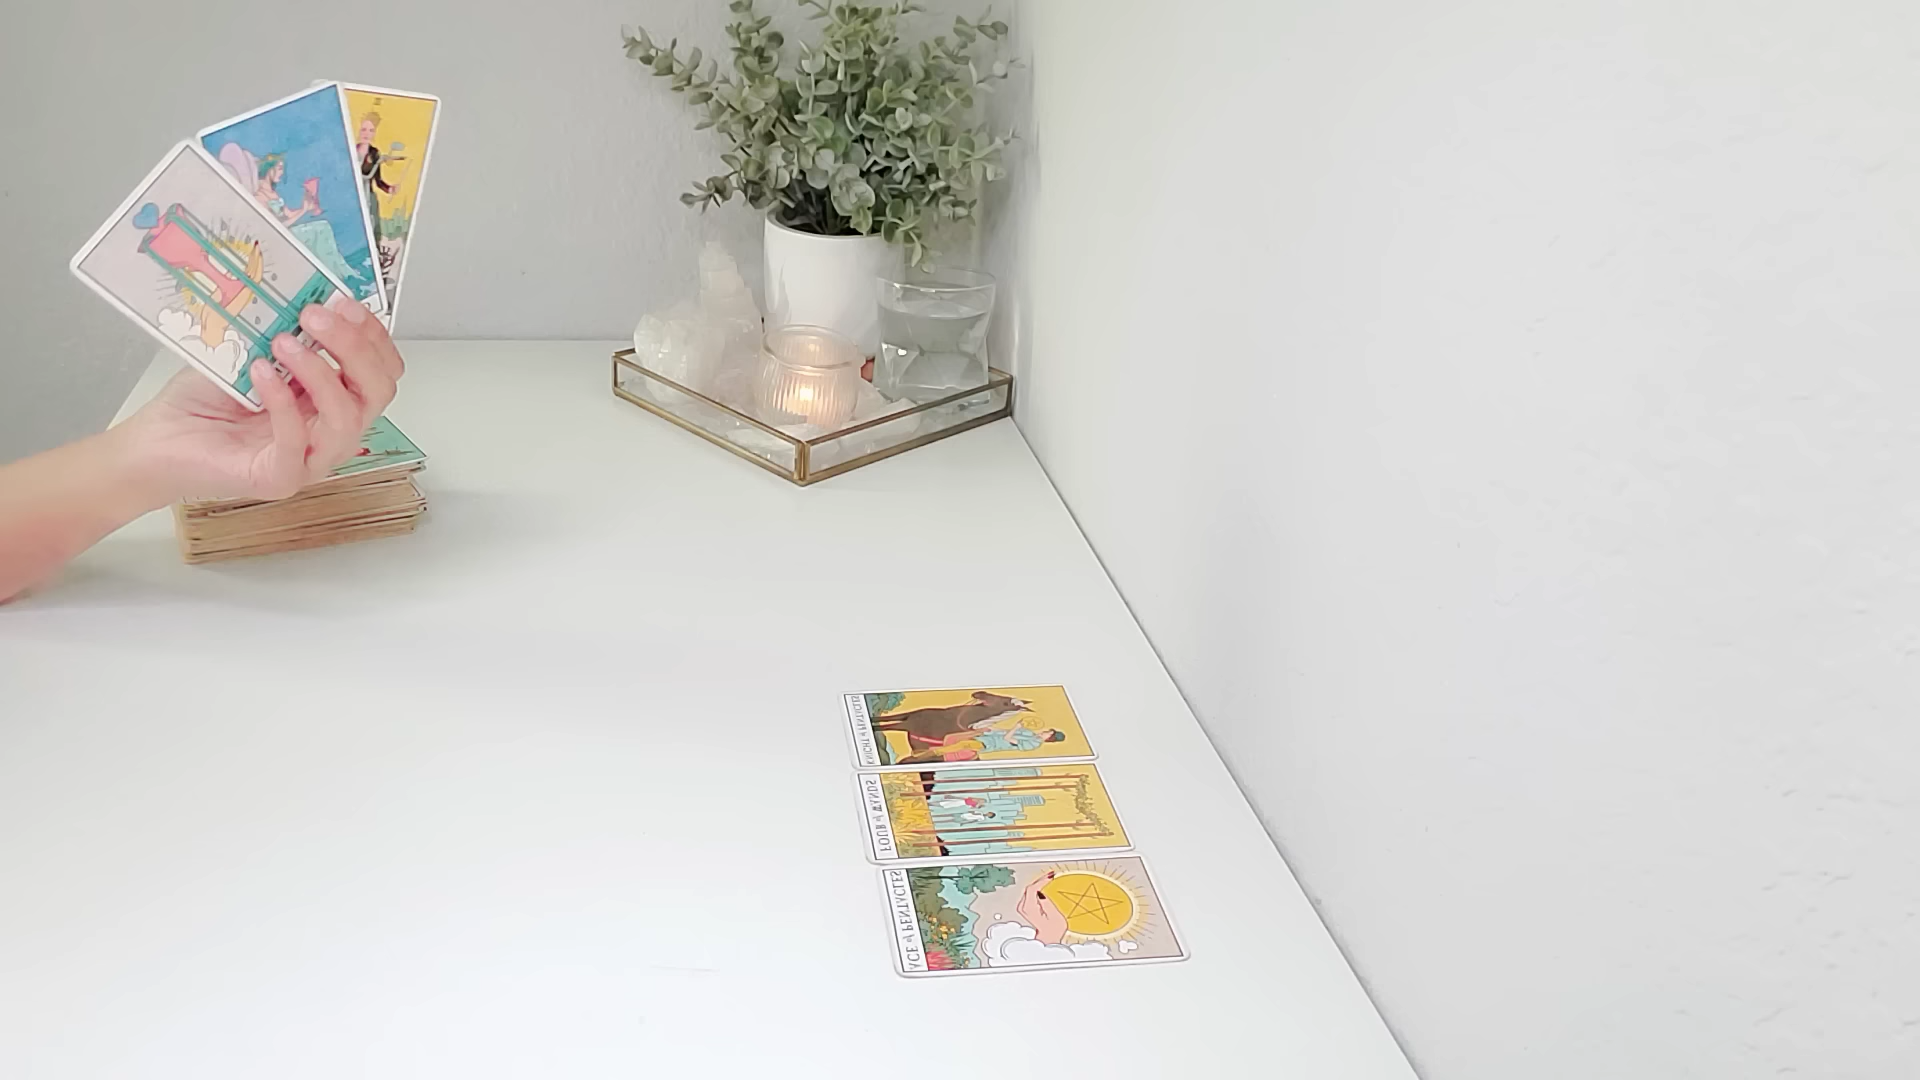 KNIGHT of PENTACLES
FOUR of WANDS
ACE of PENTACLES